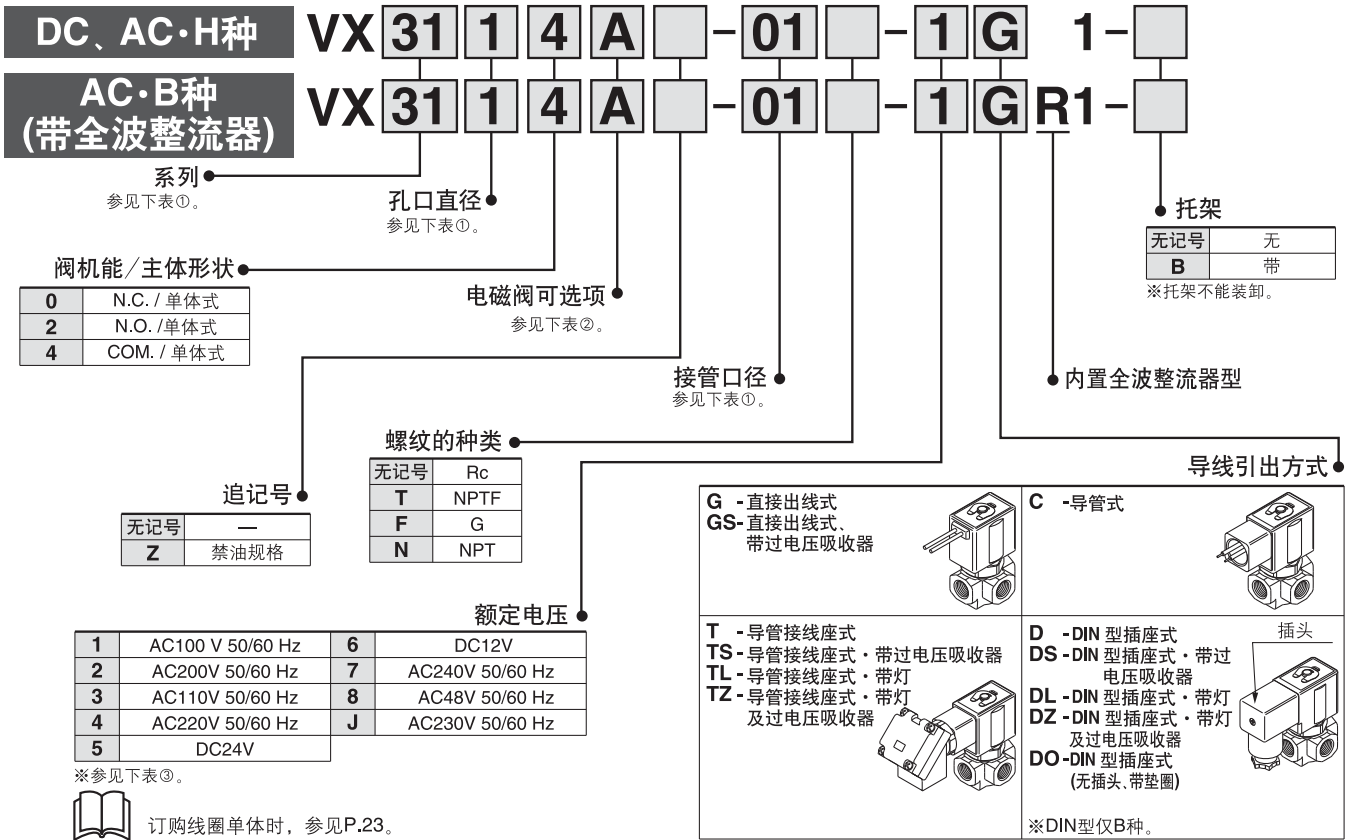 DC、AC·H种 VX 31 1 4 A - 01 - 1 G 1 -
AC·B种
(带全波整流器) VX 31 1 4 A - 01 - 1 G R1 -
系列
参见下表①。
孔口直径
参见下表①。
托架
无记号 无
B 带
※托架不能装卸。
阀机能/主体形状
0 N.C. / 单体式
2 N.O. /单体式
4 COM. / 单体式
电磁阀可选项
参见下表②。
接管口径
参见下表①。
内置全波整流器型
螺纹的种类
无记号 Rc
T NPTF
F G
N NPT
导线引出方式
追记号
无记号 —
Z 禁油规格
G -直接出线式
GS-直接出线式、
带过电压吸收器
C -导管式
额定电压
1 AC100 V 50/60 Hz 6 DC12V
2 AC200V 50/60 Hz 7 AC240V 50/60 Hz
3 AC110V 50/60 Hz 8 AC48V 50/60 Hz
4 AC220V 50/60 Hz J AC230V 50/60 Hz
5 DC24V
※参见下表③。
T -导管接线座式
TS-导管接线座式·带过电压吸收器
TL-导管接线座式·带灯
TZ-导管接线座式·带灯
及过电压吸收器
D -DIN 型插座式
DS-DIN 型插座式·带过
电压吸收器
DL-DIN 型插座式·带灯
DZ-DIN 型插座式·带灯
及过电压吸收器
DO-DIN 型插座式
(无插头、带垫圈)
插头
※DIN型仅B种。
订购线圈单体时，参见P.23。